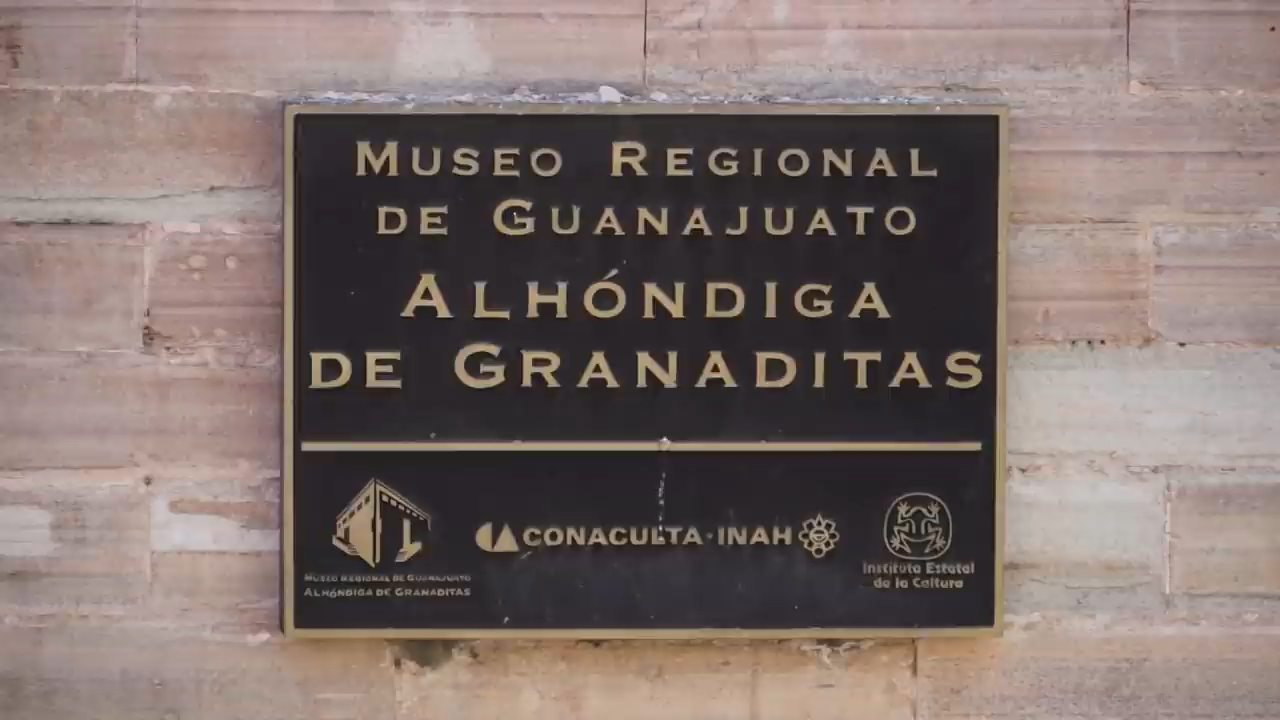 MUSEO REGIONAL
DE GUANAJUATO
ALHÓNDIGA
DE GRANADITAS
MUSEO REGIONAL DE GUANAJUATO
ALHÓNDIGA DE GRANADITAS
CONACULTA·INAH
Instituto Estatal
de la Cultura